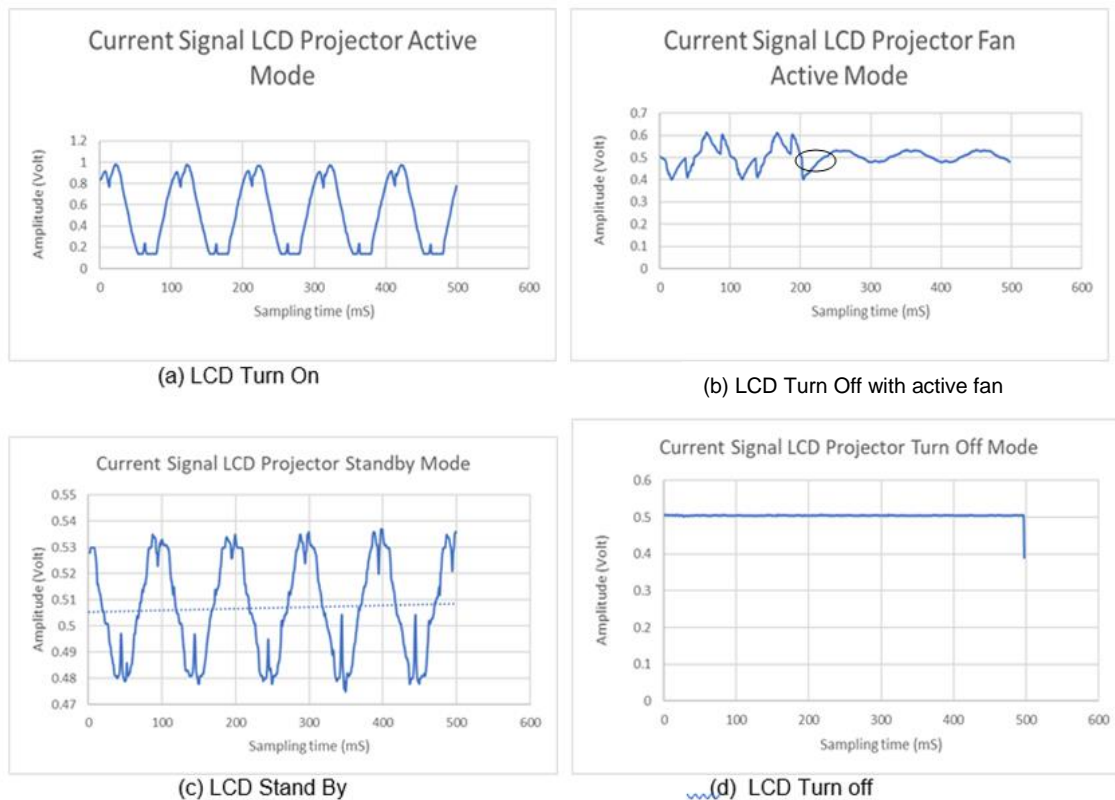 Current Signal LCD Projector Active
Mode
Amplitude (Volt)
1.2
1
0.8
0.6
0.4
0.2
0
0 100 200 300 400 500 600
Sampling time (mS)
(a) LCD Turn On
Current Signal LCD Projector Fan
Active Mode
Amplitude (Volt)
0.7
0.6
0.5
0.4
0.3
0.2
0.1
0
0 100 200 300 400 500 600
Sampling time (mS)
(b) LCD Turn Off with active fan
Current Signal LCD Projector Standby Mode
Amplitude (Volt)
0.55
0.54
0.53
0.52
0.51
0.5
0.49
0.48
0.47
0 100 200 300 400 500 600
Sampling time (mS)
(c) LCD Stand By
Current Signal LCD Projector Turn Off Mode
Amplitude (Volt)
0.6
0.5
0.4
0.3
0.2
0.1
0
0 100 200 300 400 500 600
Sampling time (mS)
(d) LCD Turn off